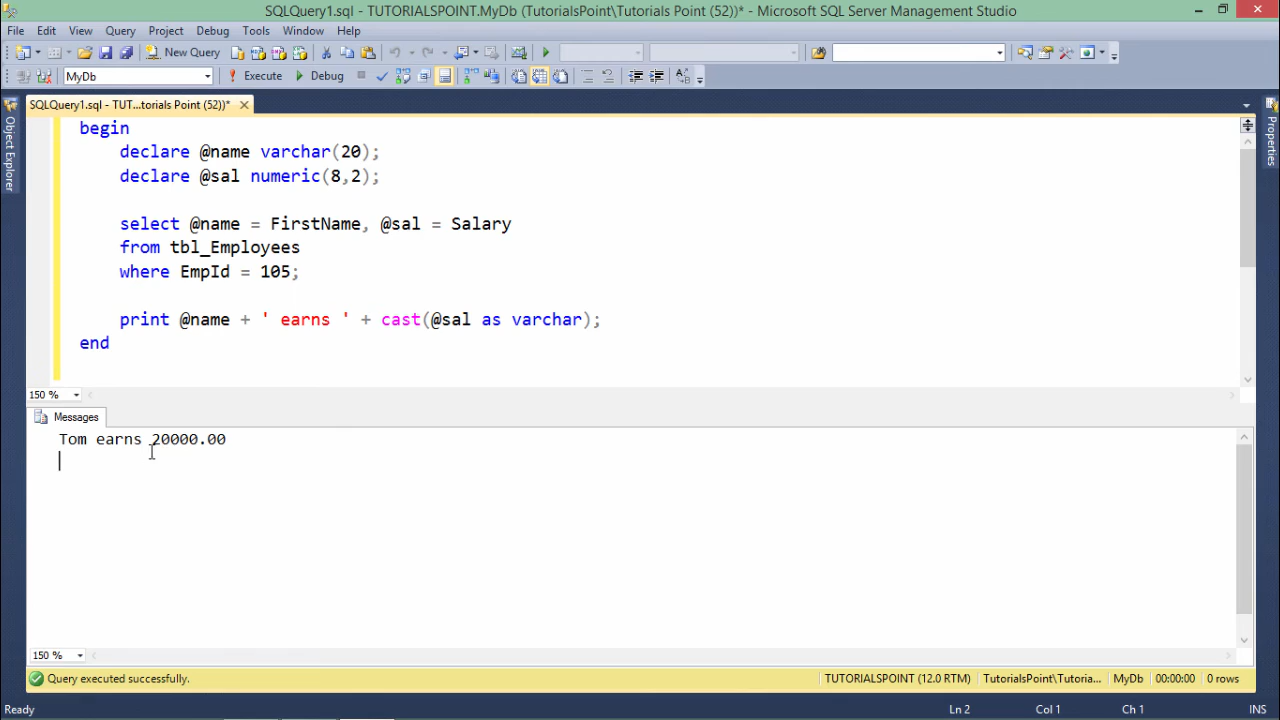 SQLQuery1.sql - TUTORIALSPOINT.MyDb (TutorialsPoint\Tutorials Point (52))* - Microsoft SQL Server Management Studio
File Edit View Query Project Debug Tools Window Help
New Query
MyDb Execute Debug
SQLQuery1.sql - TUT...torials Point (52))*
Object Explorer
Properties
begin
declare @name varchar(20);
declare @sal numeric(8,2);
select @name = FirstName, @sal = Salary
from tbl_Employees
where EmpId = 105;
print @name + ' earns ' + cast(@sal as varchar);
end
150 %
Messages
Tom earns 20000.00
150 %
Query executed successfully. TUTORIALSPOINT (12.0 RTM) TutorialsPoint\Tutoria... MyDb 00:00:00 0 rows
Ready Ln 2 Col 1 Ch 1 INS